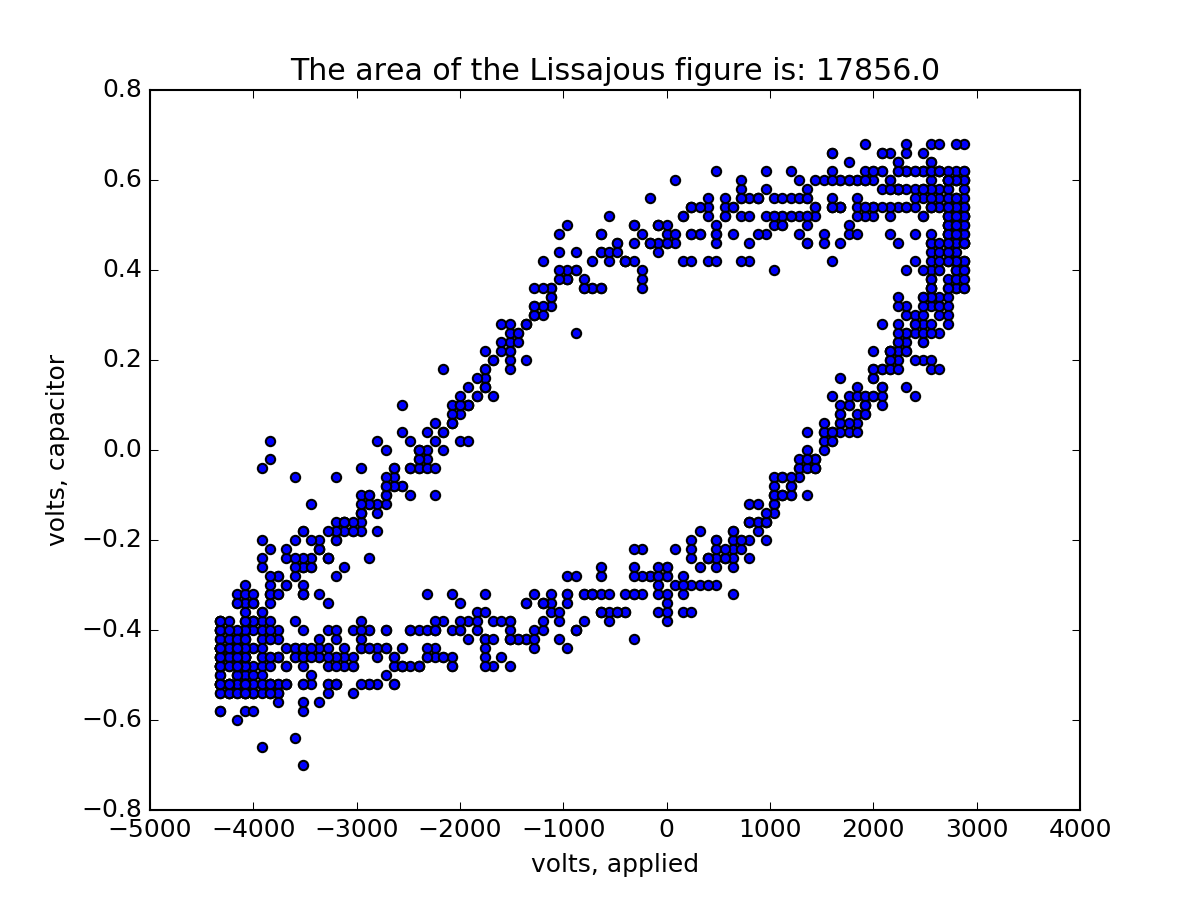 The area of the Lissajous figure is: 17856.0
0.8
0.6
0.4
0.2
0.0
−0.2
−0.4
−0.6
−0.8
volts, capacitor
−5000 −4000 −3000 −2000 −1000 0 1000 2000 3000 4000
volts, applied